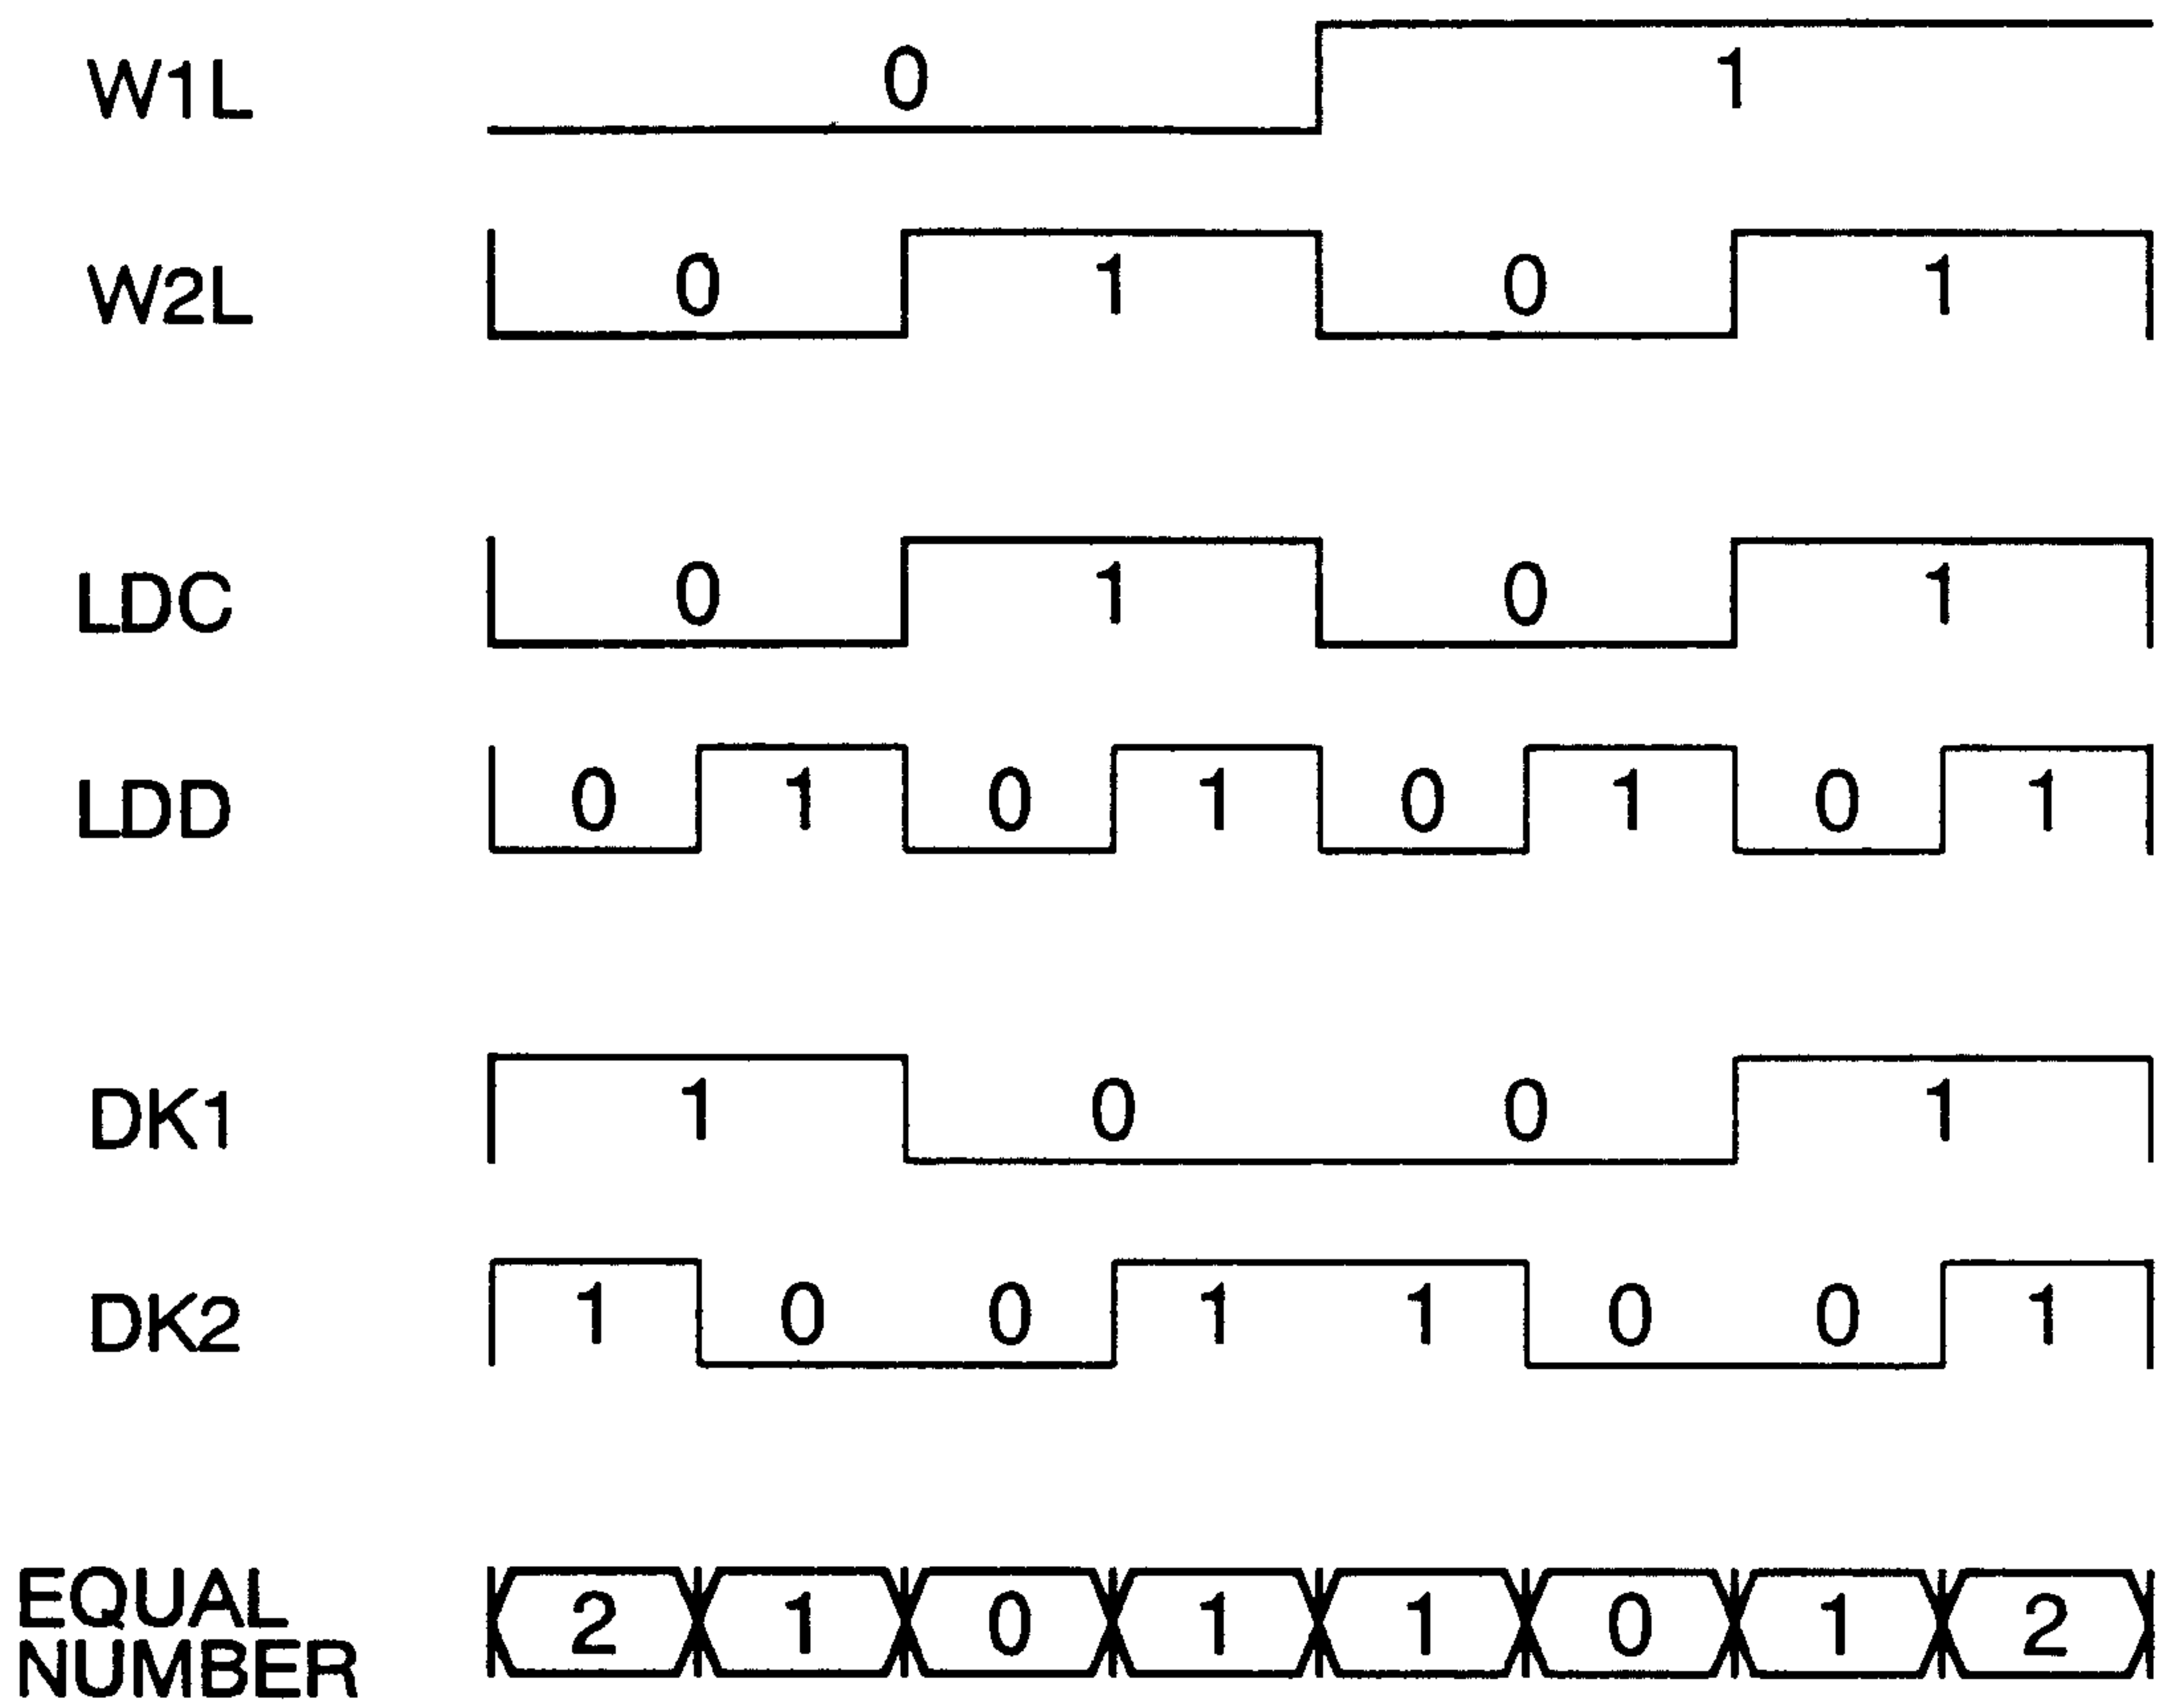 W1L 0 1
W2L 0 1 0 1
LDC 0 1 0 1
LDD 0 1 0 1 0 1 0 1
DK1 1 0 0 1
DK2 1 0 0 1 1 0 0 1
EQUAL
NUMBER 2 1 0 1 1 0 1 2